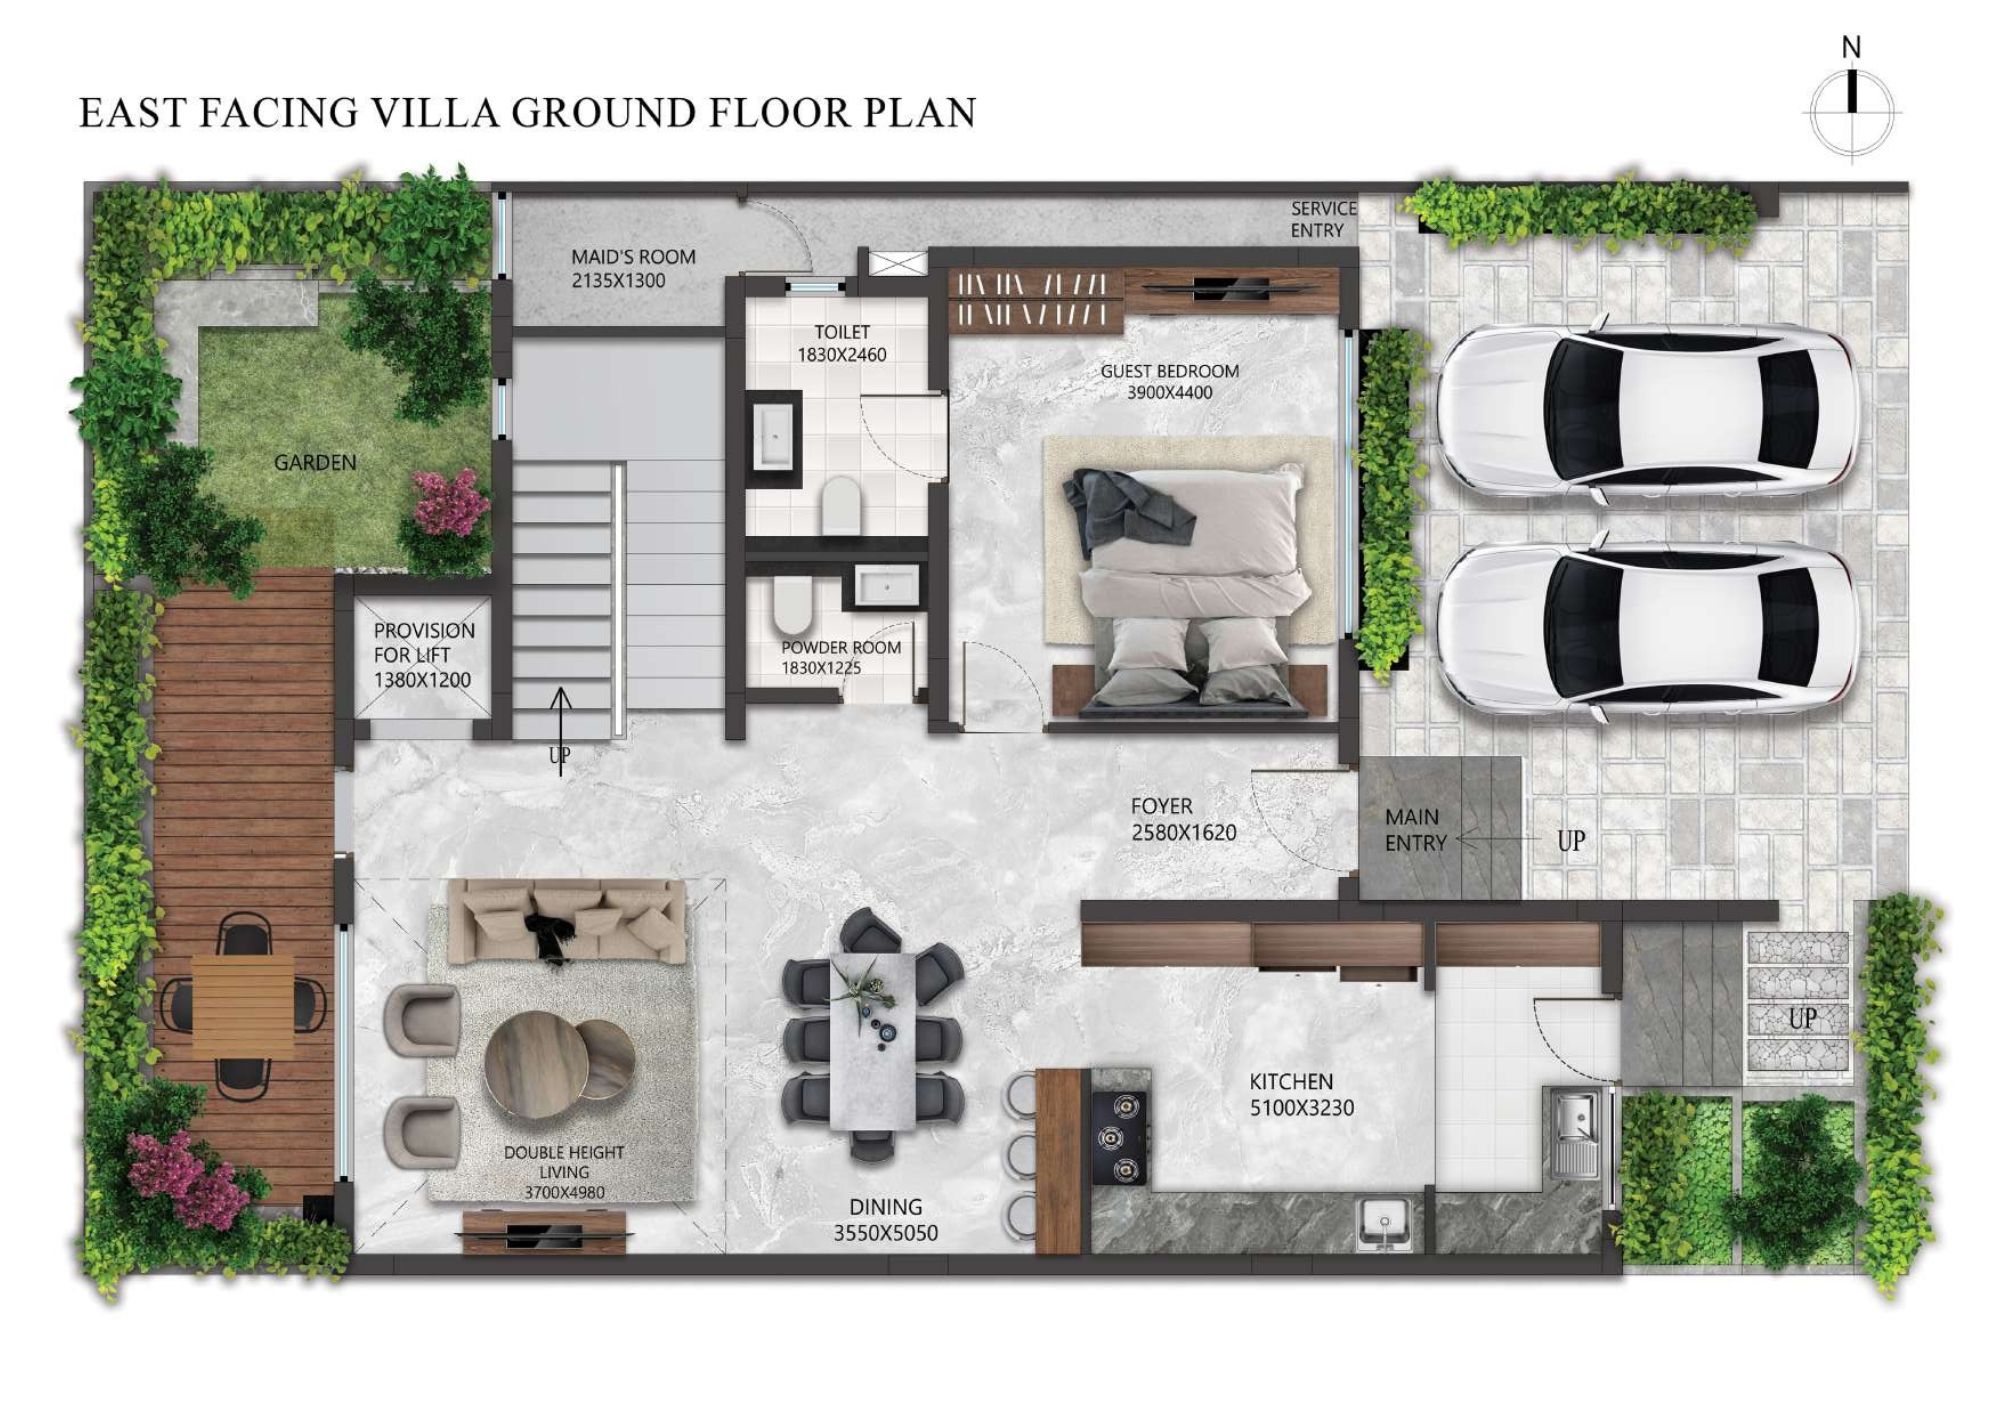 N
EAST FACING VILLA GROUND FLOOR PLAN
SERVICE
ENTRY
MAID'S ROOM
2135X1300
TOILET
1830X2460
GUEST BEDROOM
3900X4400
GARDEN
PROVISION
FOR LIFT
1380X1200
POWDER ROOM
1830X1225
UP
FOYER
2580X1620
MAIN
ENTRY
UP
UP
KITCHEN
5100X3230
DOUBLE HEIGHT
LIVING
3700X4980
DINING
3550X5050